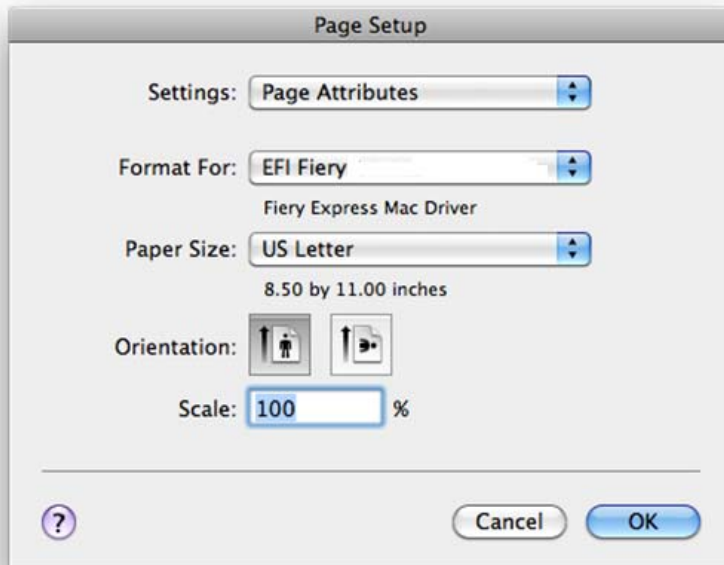 Page Setup
Settings: Page Attributes
Format For: EFI Fiery
Fiery Express Mac Driver
Paper Size: US Letter
8.50 by 11.00 inches
Orientation:
Scale: 100 %
? Cancel OK